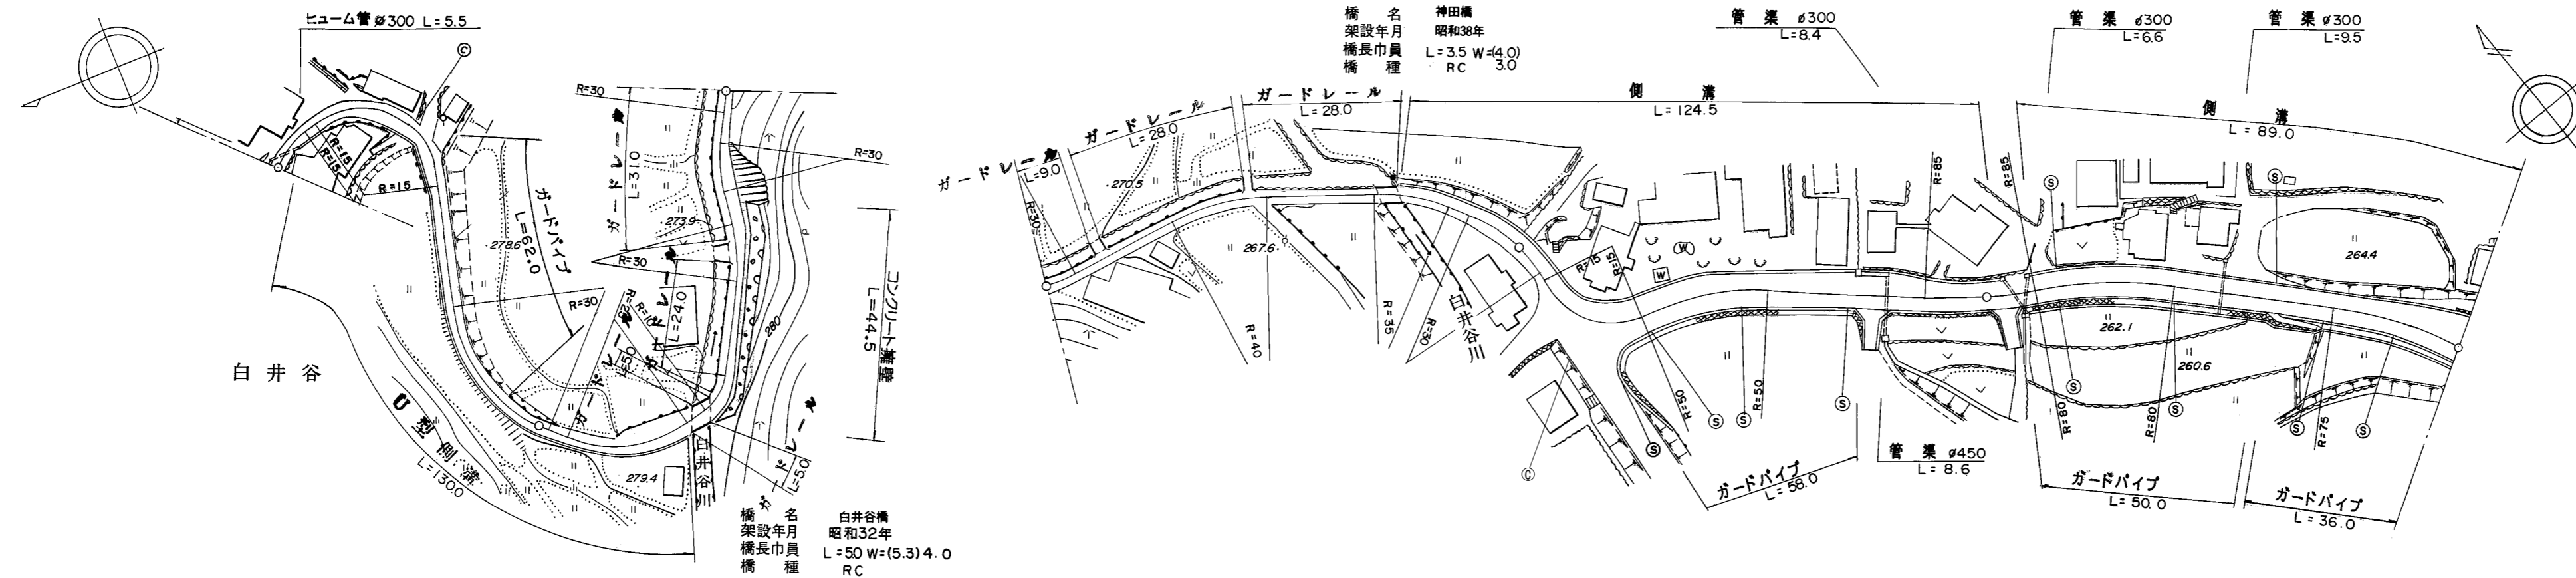 ヒューム管 ø300 L=5.5
©
R=15
R=15
R=15
278.6
ガードパイプ
L=62.0
R=30
ガードレール
L=31.0
273.9
R=30
R=30
R=30
R=23
ガードレール
L=24.0
ガードレール
L=5.0
280
コンクリート擁壁
L=44.5
白井谷
U型側溝
L=130.0
279.4
白井谷川
ガードレール
L=5.0
橋名 白井谷橋
架設年月 昭和32年
橋長巾員 L=5.0 W=(5.3)4.0
橋種 RC
橋名 神田橋
架設年月 昭和38年
橋長巾員 L=3.5 W=(4.0)
3.0
橋種 RC
管渠 ø300
L=8.4
管渠 ø300
L=6.6
管渠 ø300
L=9.5
ガードレール
L=9.0
ガードレール
L=28.0
ガードレール
L=28.0
側溝
L=124.5
側溝
L=89.0
R=30
270.5
267.6
R=40
R=35
R=30
白井谷川
R=15
R=15
W
W
R=85
R=85
S
S
264.4
262.1
260.6
R=50
R=50
R=80
R=80
R=75
S
S
S
S
S
S
S
S
©
ガードパイプ
L=58.0
管渠 ø450
L=8.6
ガードパイプ
L=50.0
ガードパイプ
L=36.0